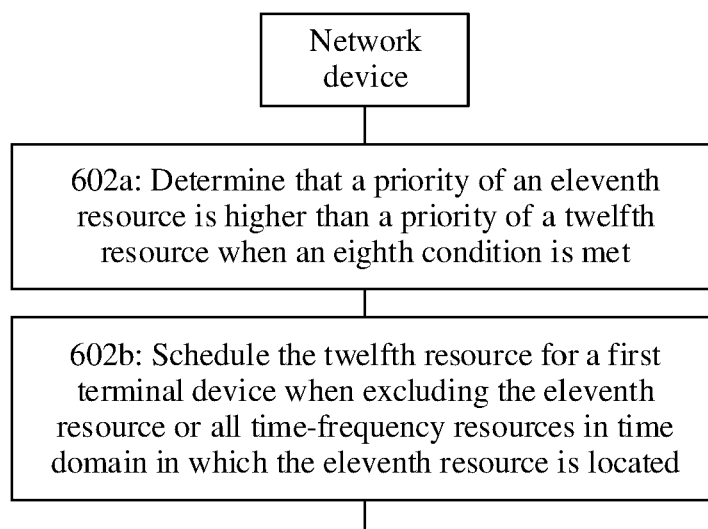 Network
device
602a: Determine that a priority of an eleventh
resource is higher than a priority of a twelfth
resource when an eighth condition is met
602b: Schedule the twelfth resource for a first
terminal device when excluding the eleventh
resource or all time-frequency resources in time
domain in which the eleventh resource is located